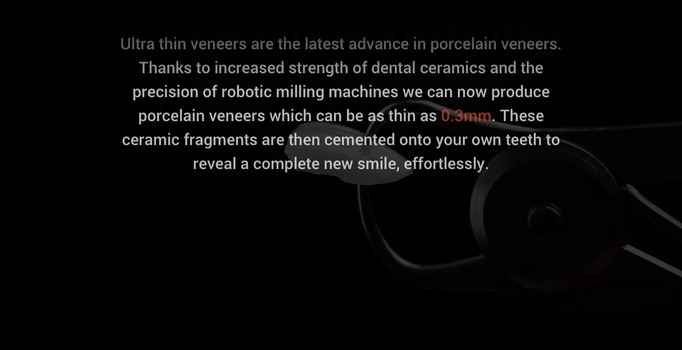 Ultra thin veneers are the latest advance in porcelain veneers.
Thanks to increased strength of dental ceramics and the
precision of robotic milling machines we can now produce
porcelain veneers which can be as thin as 0.3mm. These
ceramic fragments are then cemented onto your own teeth to
reveal a complete new smile, effortlessly.